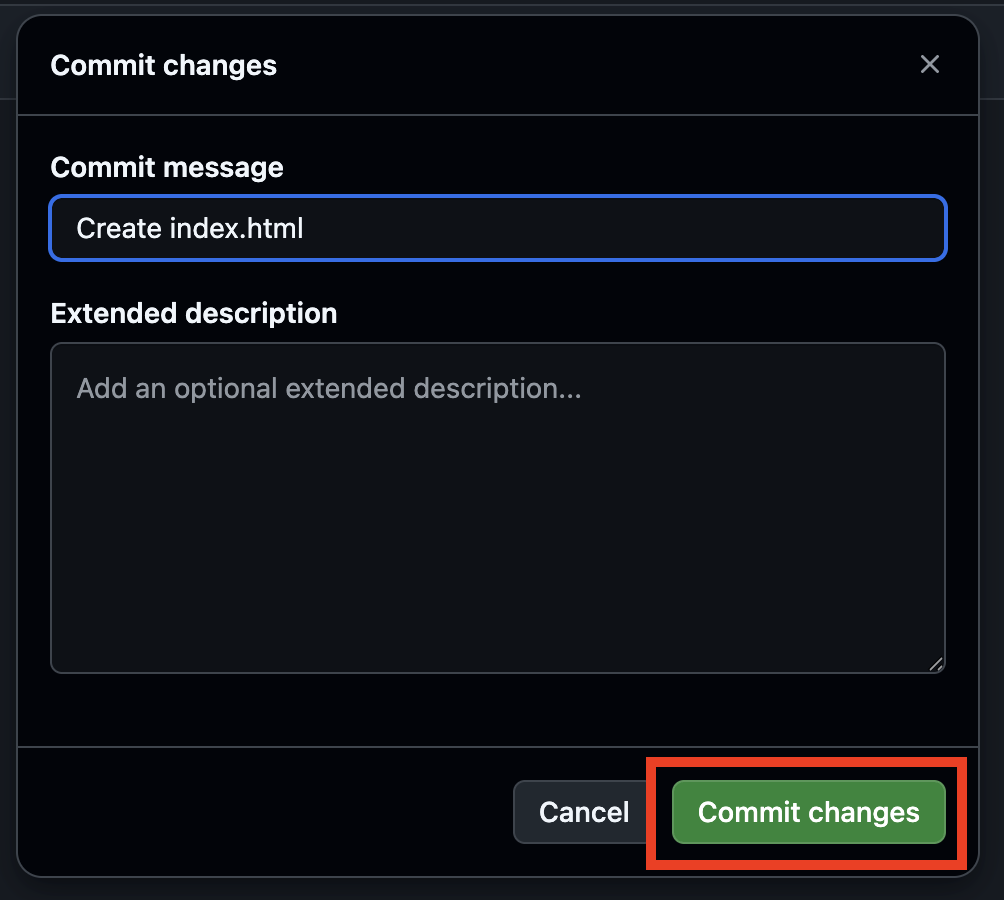 Commit changes
Commit message
Create index.html
Extended description
Add an optional extended description...
Cancel
Commit changes